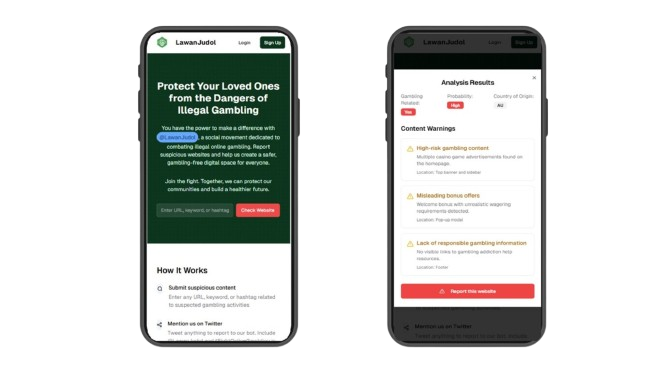 LawanJudol
Login
Sign Up
Protect Your Loved Ones
from the Dangers of
Illegal Gambling
You have the power to make a difference with
@LawanJudol, a social movement dedicated to
combating illegal online gambling. Report
suspicious websites and help us create a safer,
gambling-free digital space for everyone.
Join the fight. Together, we can protect our
communities and build a healthier future.
Enter URL, keyword, or hashtag
Check Website
How It Works
Submit suspicious content
Enter any URL, keyword, or hashtag related
to suspected gambling activities
Mention us on Twitter
Tweet anything to report to our bot, include
LawanJudol
Login
Sign Up
Analysis Results
Gambling
Related:
Yes
Probability:
High
Country of Origin:
AU
Content Warnings
High-risk gambling content
Multiple casino game advertisements found on
the homepage.
Location: Top banner and sidebar
Misleading bonus offers
Welcome bonus with unrealistic wagering
requirements detected.
Location: Pop-up modal
Lack of responsible gambling information
No visible links to gambling addiction help
resources.
Location: Footer
Report this website
Mention us on Twitter
Tweet anything to report to our bot, include